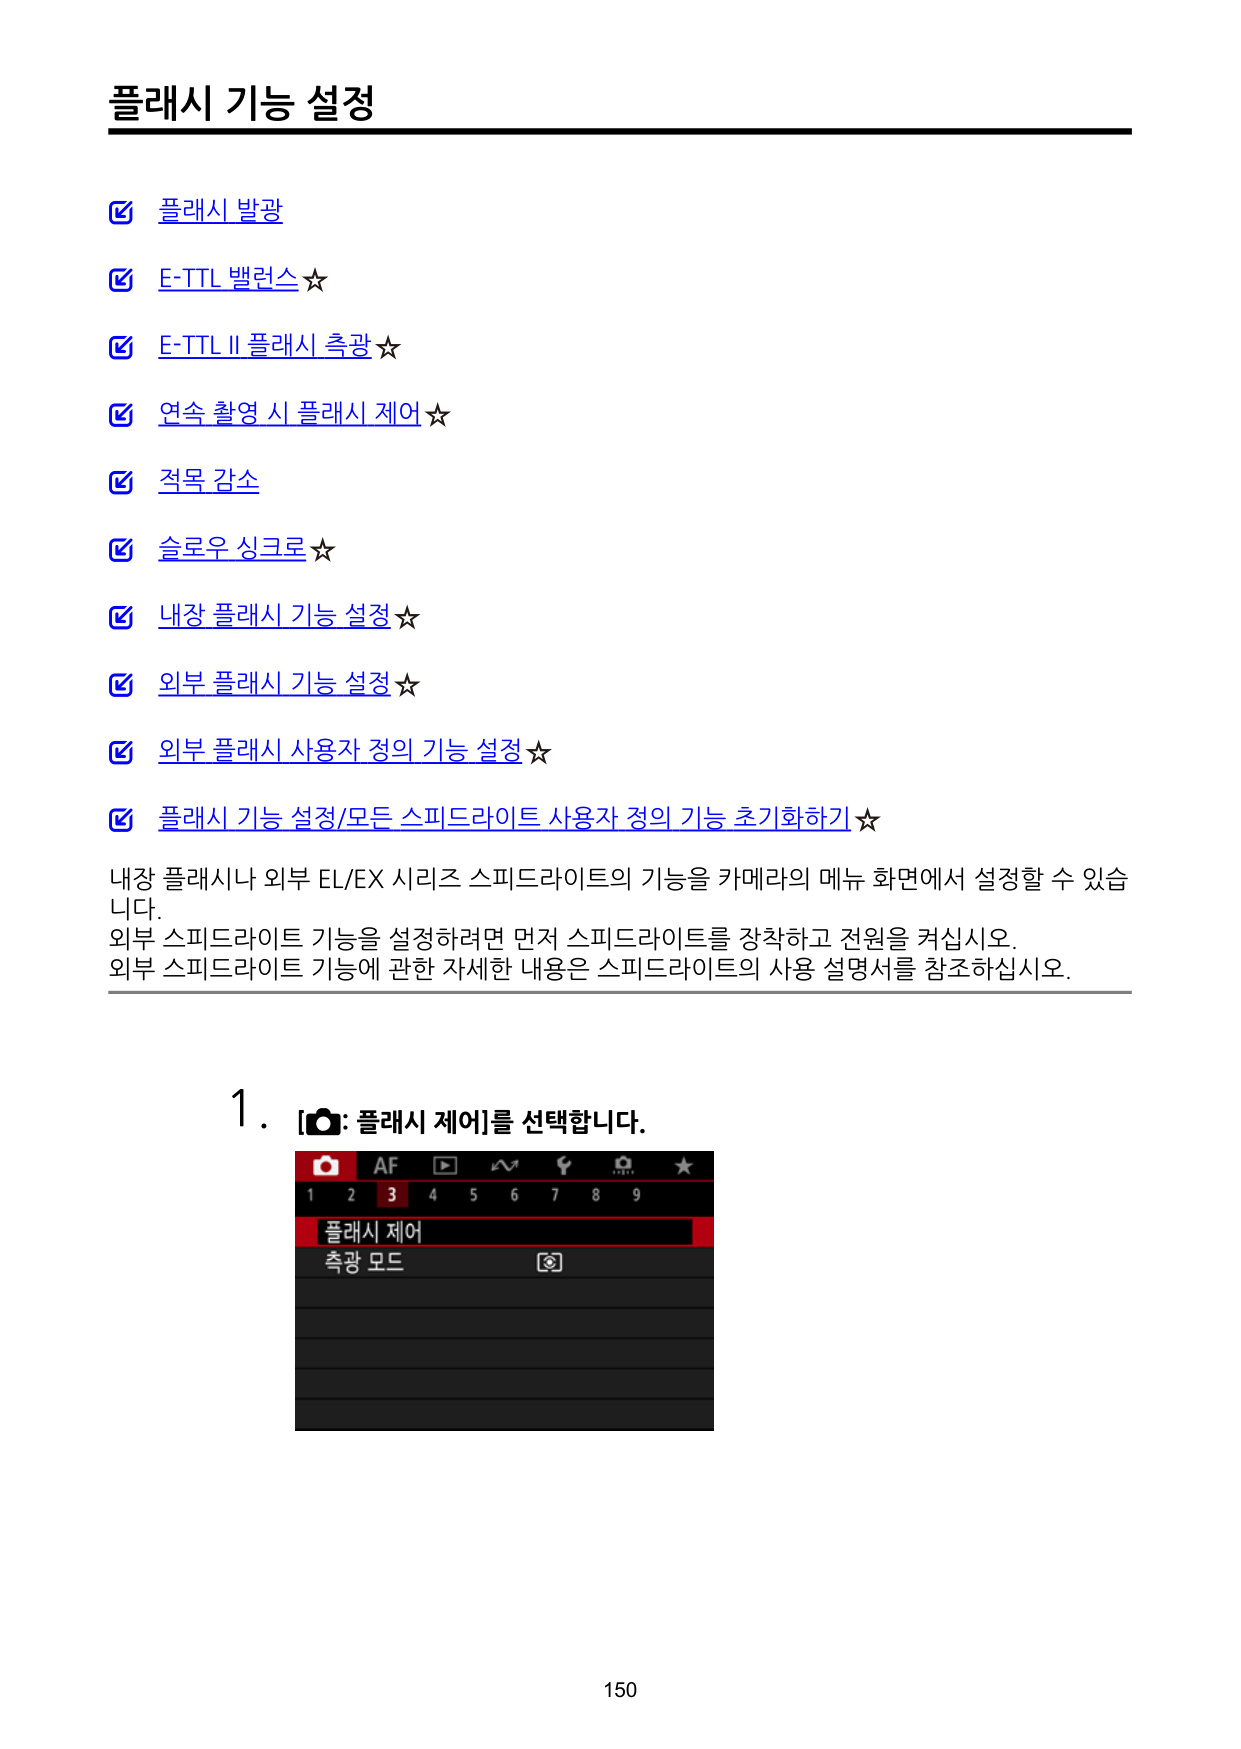 플래시 기능 설정
플래시 발광
E-TTL 밸런스☆
E-TTL II 플래시 측광☆
연속 촬영 시 플래시 제어☆
적목 감소
슬로우 싱크로☆
내장 플래시 기능 설정☆
외부 플래시 기능 설정☆
외부 플래시 사용자 정의 기능 설정☆
플래시 기능 설정/모든 스피드라이트 사용자 정의 기능 초기화하기☆
내장 플래시나 외부 EL/EX 시리즈 스피드라이트의 기능을 카메라의 메뉴 화면에서 설정할 수 있습
니다.
외부 스피드라이트 기능을 설정하려면 먼저 스피드라이트를 장착하고 전원을 켜십시오.
외부 스피드라이트 기능에 관한 자세한 내용은 스피드라이트의 사용 설명서를 참조하십시오.
1. [📷: 플래시 제어]를 선택합니다.
AF ★
1 2 3 4 5 6 7 8 9
플래시 제어
측광 모드
150